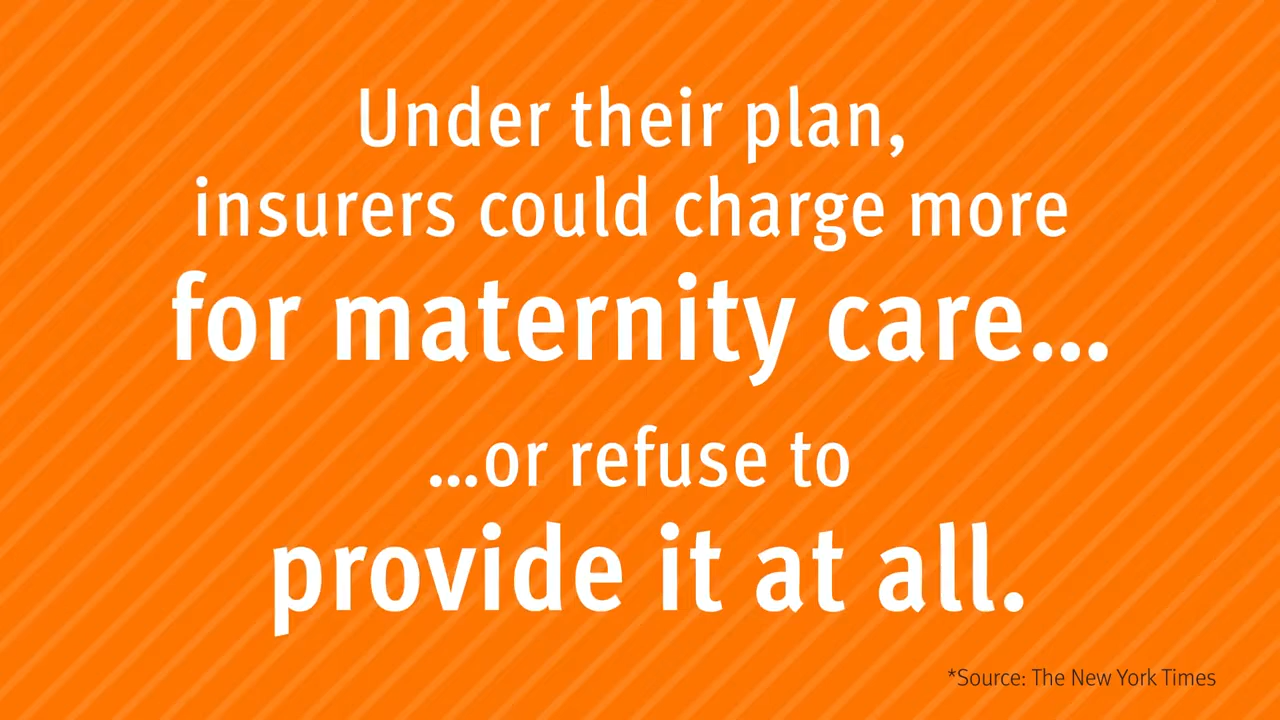 Under their plan,
insurers could charge more
for maternity care...
...or refuse to
provide it at all.
*Source: The New York Times